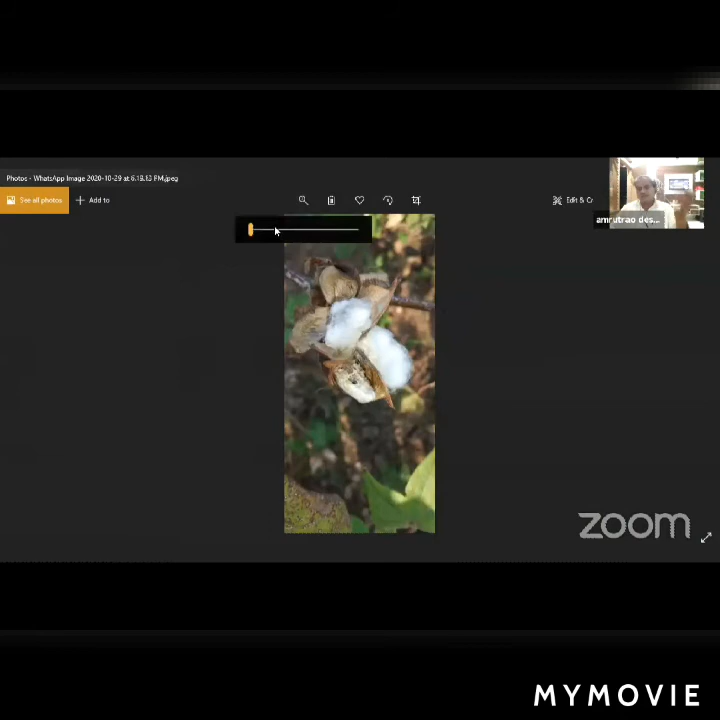 Photos - WhatsApp Image 2020-10-29 at 6.13.13 PM.jpeg
See all photos
Add to
Edit & Cr
amrutrao des...
zoom
MYMOVIE